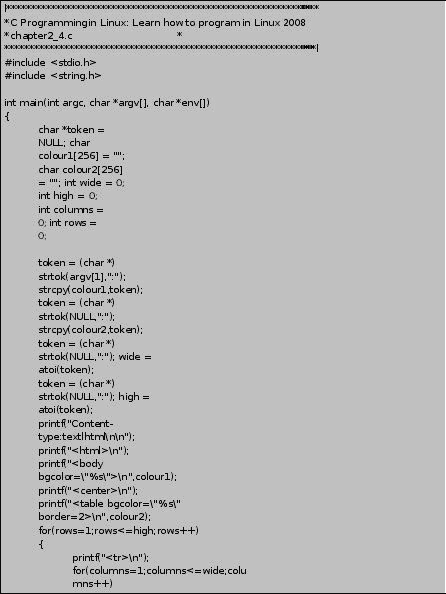 /***********************************************************************
*C Programmingin Linux: Learn how to program in Linux 2008
*chapter2_4.c *
***********************************************************************/
#include <stdio.h>
#include <string.h>
int main(int argc, char *argv[], char *env[])
{
char *token =
NULL; char
colour1[256] = "";
char colour2[256]
= ""; int wide = 0;
int high = 0;
int columns =
0; int rows =
0;
token = (char *)
strtok(argv[1],":");
strcpy(colour1,token);
token = (char *)
strtok(NULL,":");
strcpy(colour2,token);
token = (char *)
strtok(NULL,":"); wide =
atoi(token);
token = (char *)
strtok(NULL,":"); high =
atoi(token);
printf("Content-
type:text|html\n\n");
printf("<html>\n");
printf("<body
bgcolor=\"%s\">\n",colour1);
printf("<center>\n");
printf("<table bgcolor=\"%s\"
border=2>\n",colour2);
for(rows=1;rows<=high;rows++)
{
printf("<tr>\n");
for(columns=1;columns<=wide;colu
mns++)